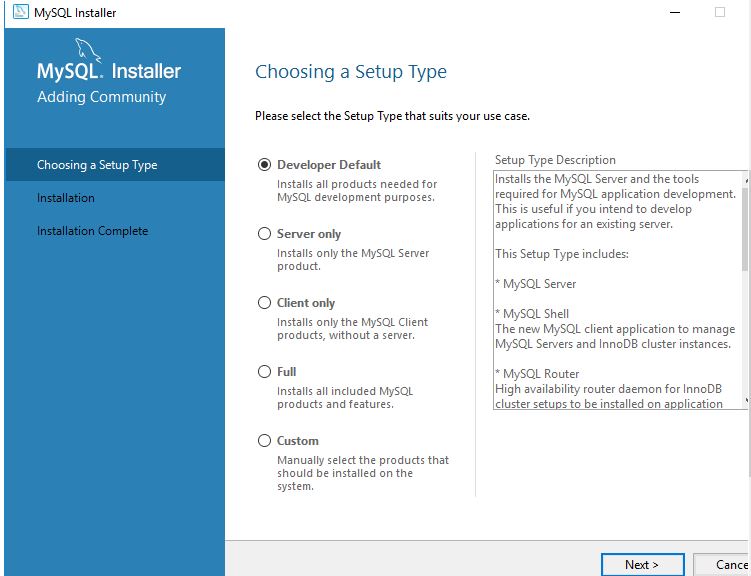 MySQL Installer
MySQL. Installer
Adding Community
Choosing a Setup Type
Installation
Installation Complete
Choosing a Setup Type
Please select the Setup Type that suits your use case.
Developer Default
Installs all products needed for
MySQL development purposes.
Server only
Installs only the MySQL Server
product.
Client only
Installs only the MySQL Client
products, without a server.
Full
Installs all included MySQL
products and features.
Custom
Manually select the products that
should be installed on the
system.
Setup Type Description
Installs the MySQL Server and the tools
required for MySQL application development.
This is useful if you intend to develop
applications for an existing server.
This Setup Type includes:
* MySQL Server
* MySQL Shell
The new MySQL client application to manage
MySQL Servers and InnoDB cluster instances.
* MySQL Router
High availability router daemon for InnoDB
cluster setups to be installed on application
Next >
Cance